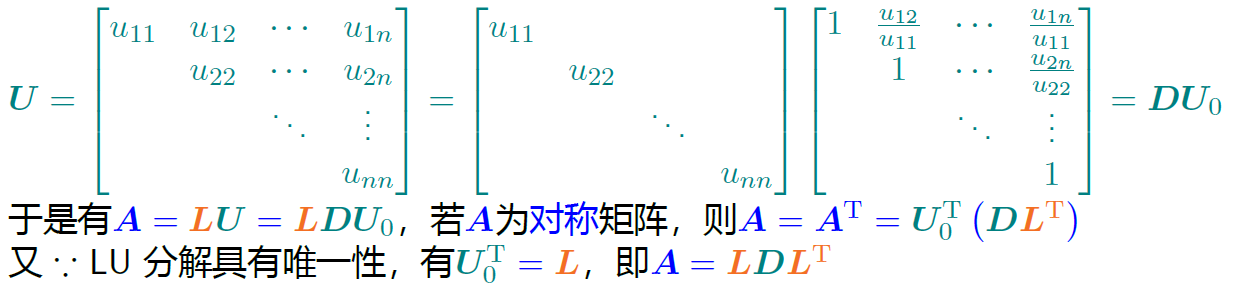 $\boldsymbol{U} = \begin{bmatrix} u_{11} & u_{12} & \cdots & u_{1n} \\ & u_{22} & \cdots & u_{2n} \\ & & \ddots & \vdots \\ & & & u_{nn} \end{bmatrix} = \begin{bmatrix} u_{11} & & & \\ & u_{22} & & \\ & & \ddots & \\ & & & u_{nn} \end{bmatrix} \begin{bmatrix} 1 & \frac{u_{12}}{u_{11}} & \cdots & \frac{u_{1n}}{u_{11}} \\ & 1 & \cdots & \frac{u_{2n}}{u_{22}} \\ & & \ddots & \vdots \\ & & & 1 \end{bmatrix} = \boldsymbol{D}\boldsymbol{U}_0$
于是有$\boldsymbol{A} = \boldsymbol{L}\boldsymbol{U} = \boldsymbol{L}\boldsymbol{D}\boldsymbol{U}_0$，若$\boldsymbol{A}$为对称矩阵，则$\boldsymbol{A} = \boldsymbol{A}^{\mathrm{T}} = \boldsymbol{U}_0^{\mathrm{T}} \left( \boldsymbol{D}\boldsymbol{L}^{\mathrm{T}} \right)$
又 ∵ LU 分解具有唯一性，有$\boldsymbol{U}_0^{\mathrm{T}} = \boldsymbol{L}$，即$\boldsymbol{A} = \boldsymbol{L}\boldsymbol{D}\boldsymbol{L}^{\mathrm{T}}$